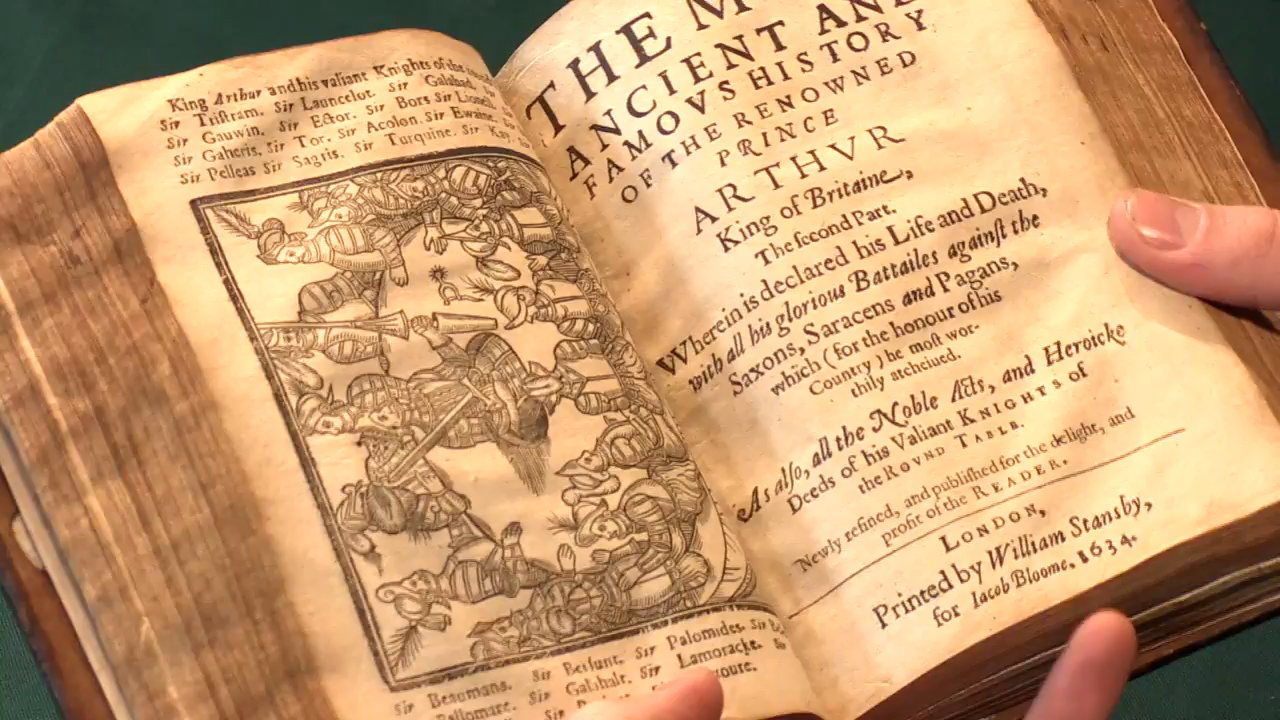 King Arthur and his valiant Knights of the
Sir Triſtram. Sir Launcelot. Sir Galahad.
Sir Gauwin. Sir Ector. Sir Bors Sir Lionell.
Sir Gaheris. Sir Tor. Sir Acolon. Sir Ewaine.
Sir Pelleas Sir Sagris. Sir Turquine. Sir Kay
Beaumans. Sir Berlunt. Sir Palomides. Sir
Ballomare. Sir Galahalt. Sir Lamoracke.
Sir
THE
ANCIENT AND
FAMOVS HISTORY
OF THE RENOWNED
PRINCE
ARTHVR
King of Britaine,
The ſecond Part.
Wherein is declared his Life and Death,
with all his glorious Battailes againſt the
Saxons, Saracens and Pagans,
which (for the honour of his
Country) he moſt wor-
thily atcheiued.
As alſo, all the Noble Acts, and Heroicke
Deeds of his Valiant KNIGHTS of
the ROVND TABLE.
Newly refined, and publiſhed for the delight, and
profit of the READER.
LONDON,
Printed by William Stansby,
for Iacob Bloome. 1634.